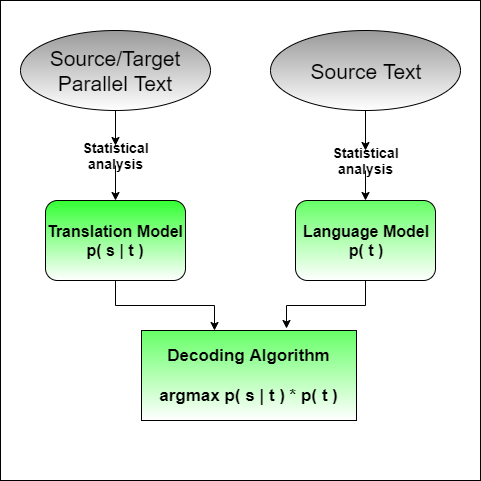 Source/Target
Parallel Text
Source Text
Statistical
analysis
Statistical
analysis
Translation Model
p( s | t )
Language Model
p( t )
Decoding Algorithm
argmax p( s | t ) * p( t )